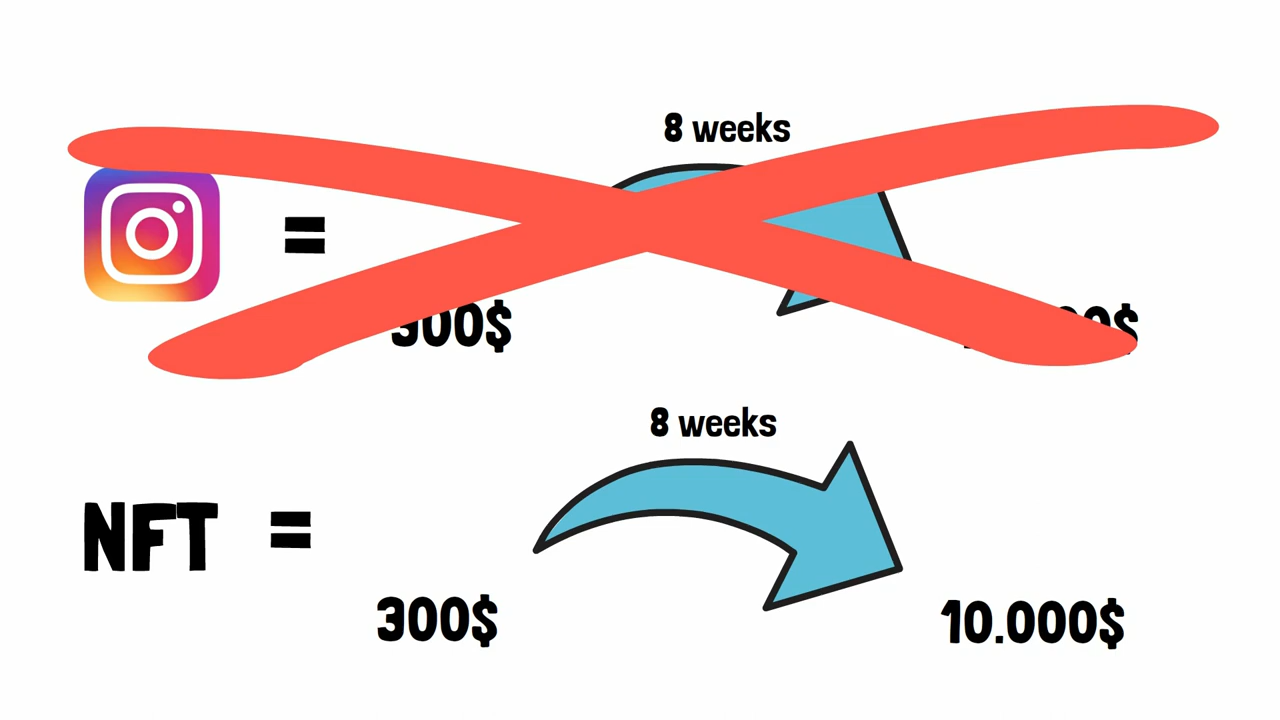 8 weeks
=
300$
8 weeks
NFT =
300$
10.000$